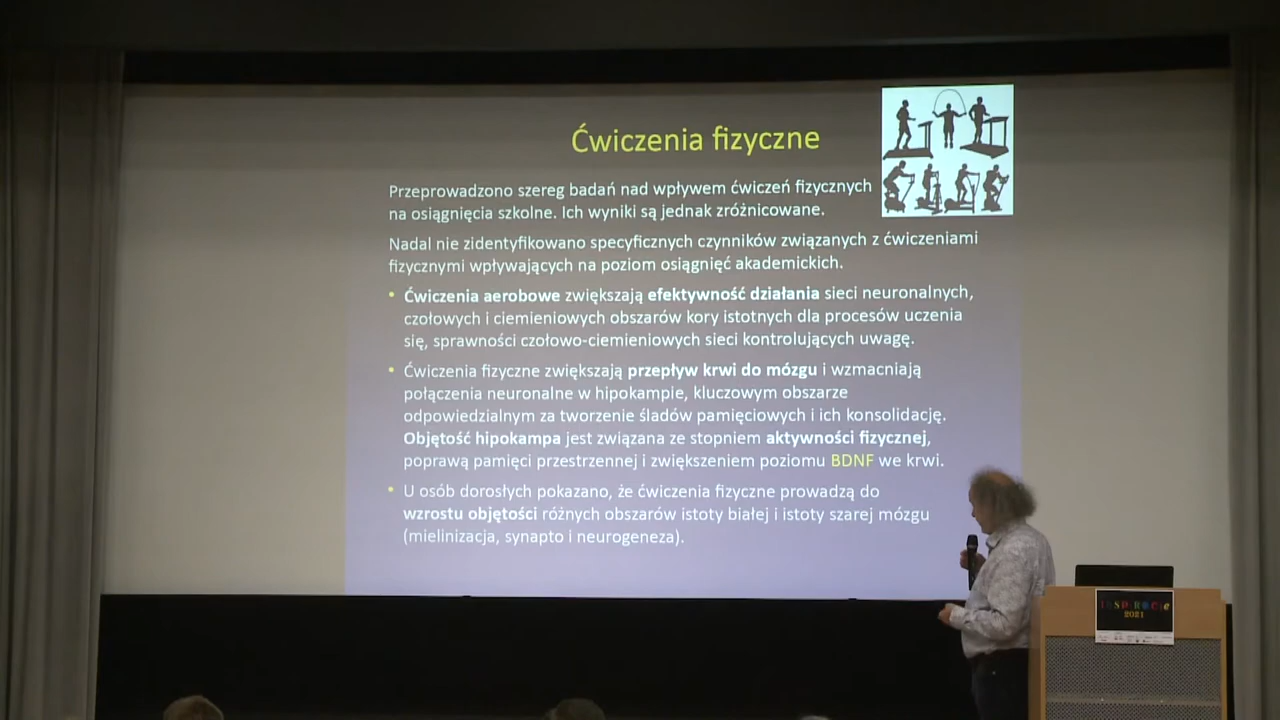 Ćwiczenia fizyczne
Przeprowadzono szereg badań nad wpływem ćwiczeń fizycznych
na osiągnięcia szkolne. Ich wyniki są jednak zróżnicowane.
Nadal nie zidentyfikowano specyficznych czynników związanych z ćwiczeniami
fizycznymi wpływających na poziom osiągnięć akademickich.
• Ćwiczenia aerobowe zwiększają efektywność działania sieci neuronalnych,
czołowych i ciemieniowych obszarów kory istotnych dla procesów uczenia
się, sprawności czołowo-ciemieniowych sieci kontrolujących uwagę.
• Ćwiczenia fizyczne zwiększają przepływ krwi do mózgu i wzmacniają
połączenia neuronalne w hipokampie, kluczowym obszarze
odpowiedzialnym za tworzenie śladów pamięciowych i ich konsolidację.
Objętość hipokampa jest związana ze stopniem aktywności fizycznej,
poprawą pamięci przestrzennej i zwiększeniem poziomu BDNF we krwi.
• U osób dorosłych pokazano, że ćwiczenia fizyczne prowadzą do
wzrostu objętości różnych obszarów istoty białej i istoty szarej mózgu
(mielinizacja, synapto i neurogeneza).
INSPIRACJE
2021